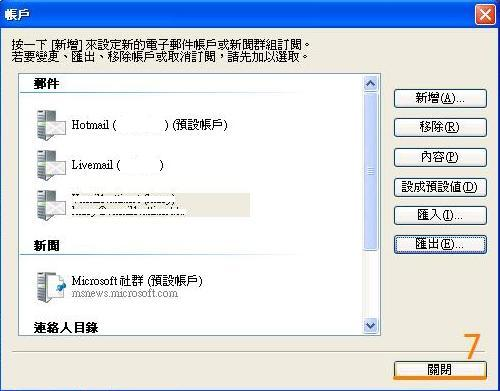 帳戶
按一下 [新增] 來設定新的電子郵件帳戶或新聞群組訂閱。
若要變更、匯出、移除帳戶或取消訂閱,請先加以選取。
郵件
Hotmail ( ) (預設帳戶)
Livemail ( )
新聞
Microsoft 社群 (預設帳戶)
msnews.microsoft.com
連絡人目錄
新增(A)...
移除(R)
內容(P)
設成預設值(D)
匯入(I)...
匯出(E)...
7
關閉